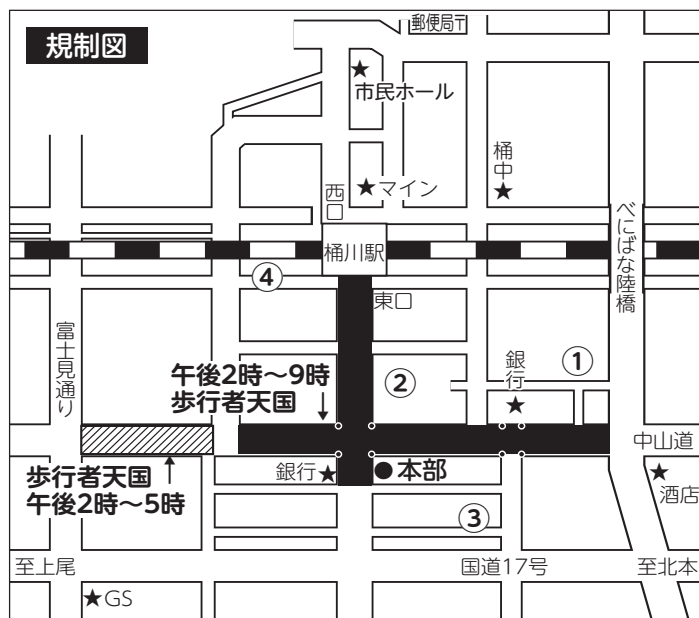 規制図
郵便局〒
★
市民ホール
桶中
★
西口
★マイン
べにばな陸橋
桶川駅
④
東口
富士見通り
午後2時～9時
歩行者天国
②
銀行
★
①
中山道
歩行者天国
午後2時～5時
銀行★
●本部
★
酒店
③
至上尾
国道17号
至北本
★GS